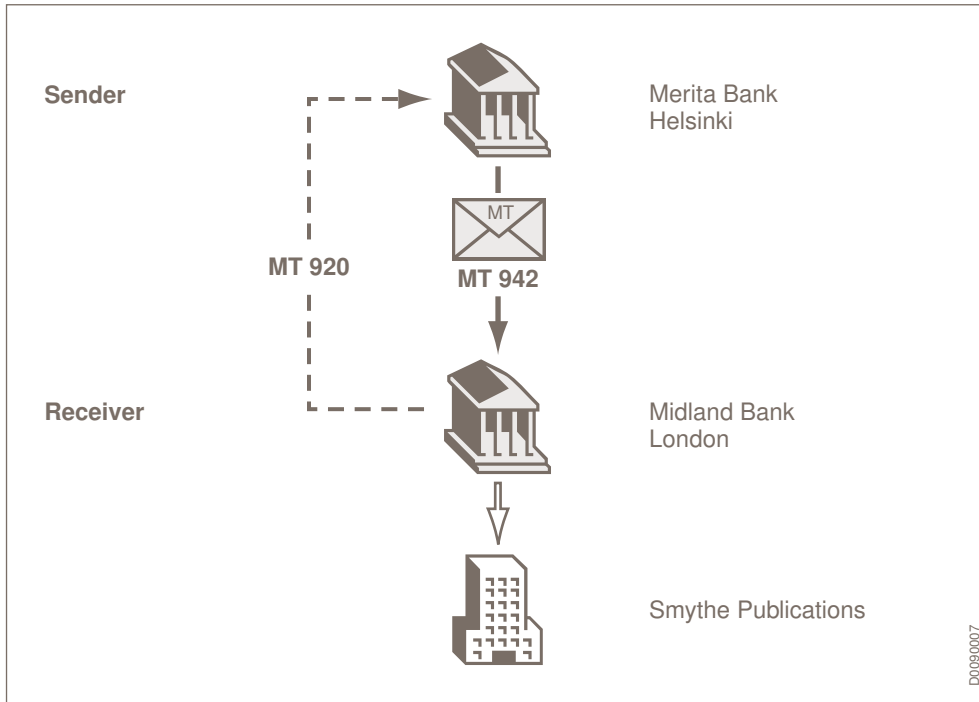 Sender
Merita Bank
Helsinki
MT
MT 920
MT 942
Receiver
Midland Bank
London
Smythe Publications
D0090007